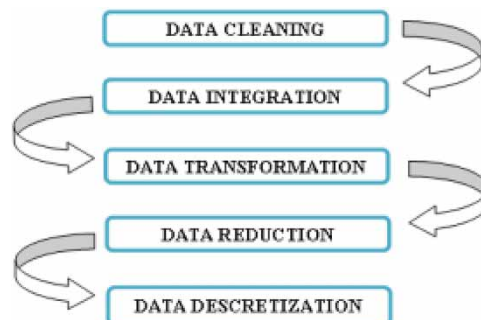 DATA CLEANING
DATA INTEGRATION
DATA TRANSFORMATION
DATA REDUCTION
DATA DESCRETIZATION